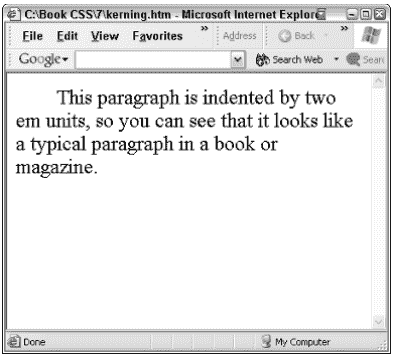 C:\Book CSS\7\kerning.htm - Microsoft Internet Explore
File Edit View Favorites » Address Back »
Google Search Web Sear
This paragraph is indented by two
em units, so you can see that it looks like
a typical paragraph in a book or
magazine.
Done My Computer